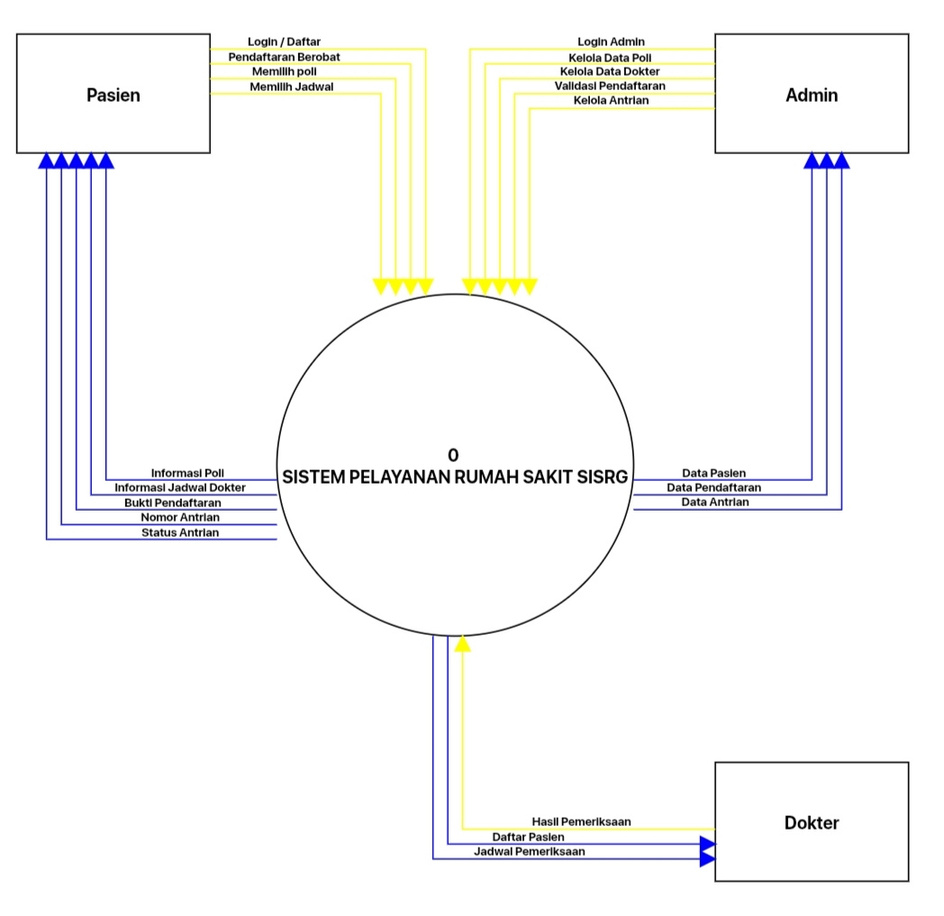 Pasien
Login / Daftar
Pendaftaran Berobat
Memilih poli
Memilih Jadwal
Login Admin
Kelola Data Poli
Kelola Data Dokter
Validasi Pendaftaran
Kelola Antrian
Admin
0
SISTEM PELAYANAN RUMAH SAKIT SISRG
Informasi Poli
Informasi Jadwal Dokter
Bukti Pendaftaran
Nomor Antrian
Status Antrian
Data Pasien
Data Pendaftaran
Data Antrian
Hasil Pemeriksaan
Daftar Pasien
Jadwal Pemeriksaan
Dokter